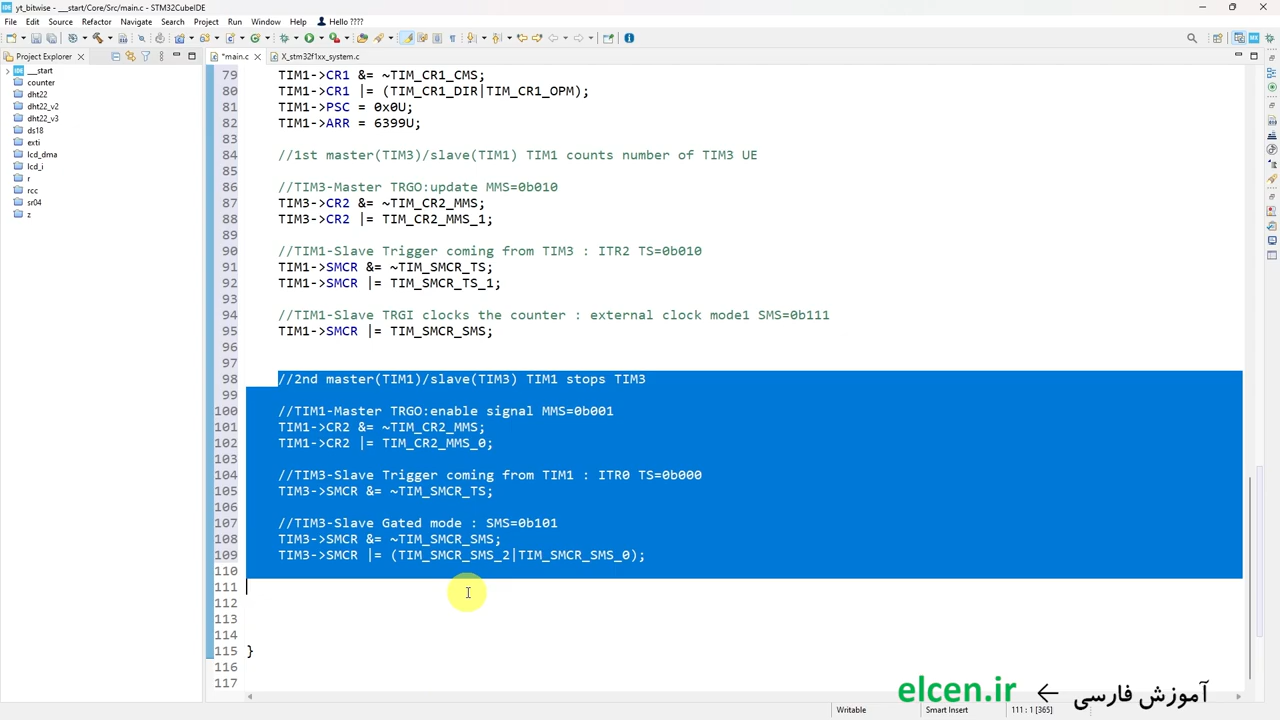 yt_bitwise - ___start/Core/Src/main.c - STM32CubeIDE
File Edit Source Refactor Navigate Search Project Run Window Help Hello ????
Project Explorer
*main.c X_stm32f1xx_system.c
___start
counter
dht22
dht22_v2
dht22_v3
ds18
exti
lcd_dma
lcd_i
r
rcc
sr04
z
79 TIM1->CR1 &= ~TIM_CR1_CMS;
80 TIM1->CR1 |= (TIM_CR1_DIR|TIM_CR1_OPM);
81 TIM1->PSC = 0x0U;
82 TIM1->ARR = 6399U;
83
84 //1st master(TIM3)/slave(TIM1) TIM1 counts number of TIM3 UE
85
86 //TIM3-Master TRGO:update MMS=0b010
87 TIM3->CR2 &= ~TIM_CR2_MMS;
88 TIM3->CR2 |= TIM_CR2_MMS_1;
89
90 //TIM1-Slave Trigger coming from TIM3 : ITR2 TS=0b010
91 TIM1->SMCR &= ~TIM_SMCR_TS;
92 TIM1->SMCR |= TIM_SMCR_TS_1;
93
94 //TIM1-Slave TRGI clocks the counter : external clock mode1 SMS=0b111
95 TIM1->SMCR |= TIM_SMCR_SMS;
96
97
98 //2nd master(TIM1)/slave(TIM3) TIM1 stops TIM3
99
100 //TIM1-Master TRGO:enable signal MMS=0b001
101 TIM1->CR2 &= ~TIM_CR2_MMS;
102 TIM1->CR2 |= TIM_CR2_MMS_0;
103
104 //TIM3-Slave Trigger coming from TIM1 : ITR0 TS=0b000
105 TIM3->SMCR &= ~TIM_SMCR_TS;
106
107 //TIM3-Slave Gated mode : SMS=0b101
108 TIM3->SMCR &= ~TIM_SMCR_SMS;
109 TIM3->SMCR |= (TIM_SMCR_SMS_2|TIM_SMCR_SMS_0);
110
111
112
113
114
115 }
116
117
elcen.ir ← آموزش فارسی
Writable Smart Insert 111 : 1 [365]